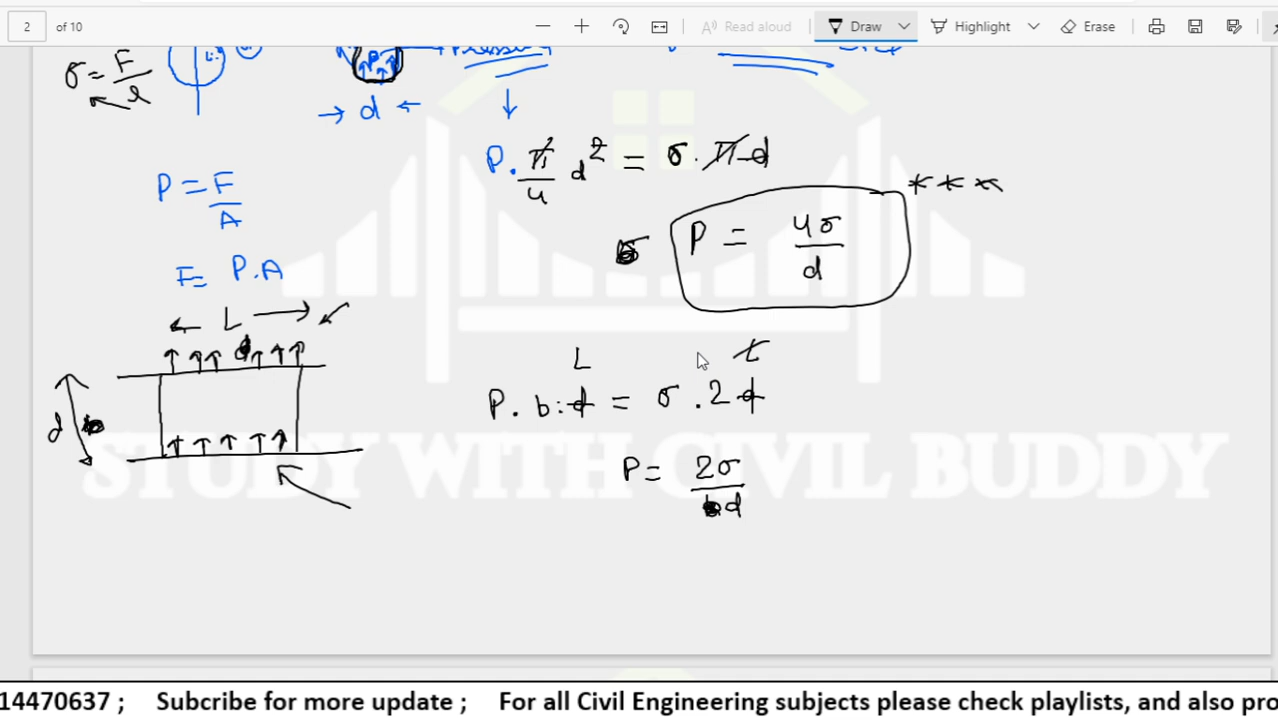 2 of 10 Read aloud Draw Highlight Erase
σ = F
l
P
→ d ←
P = F
A
F = P.A
P. π d² = σ. π d
4
* * *
P = 4σ
d
← L →
d
L t
P. b. d = σ. 2 d
P = 2σ
d
STUDY WITH CIVIL BUDDY
14470637 ; Subcribe for more update ; For all Civil Engineering subjects please check playlists, and also pro